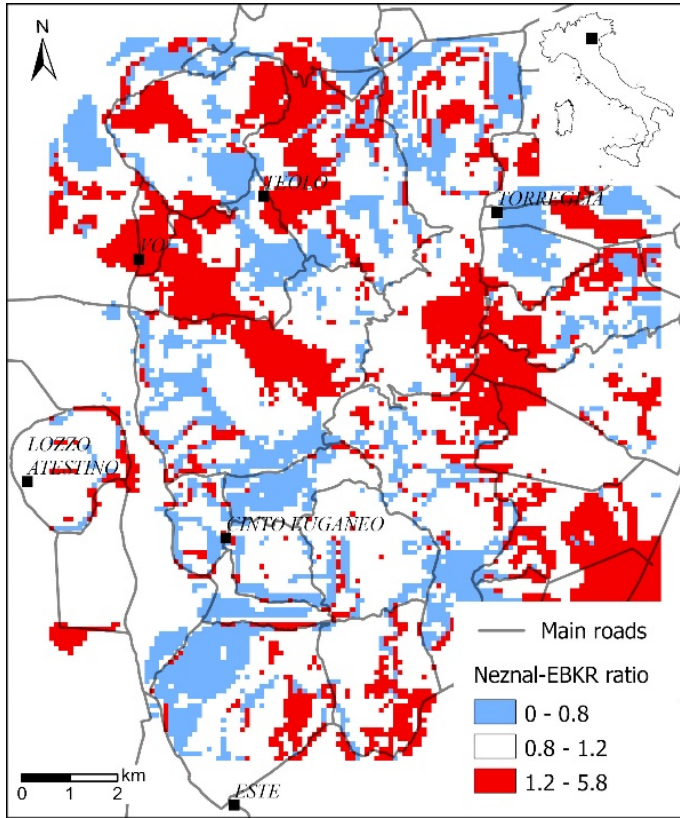 N
TEOLO
TORREGLIA
VO
LOZZO
ATESTINO
CINTO EUGANEO
Main roads
Neznal-EBKR ratio
0 - 0.8
0.8 - 1.2
1.2 - 5.8
km
0 1 2
ESTE